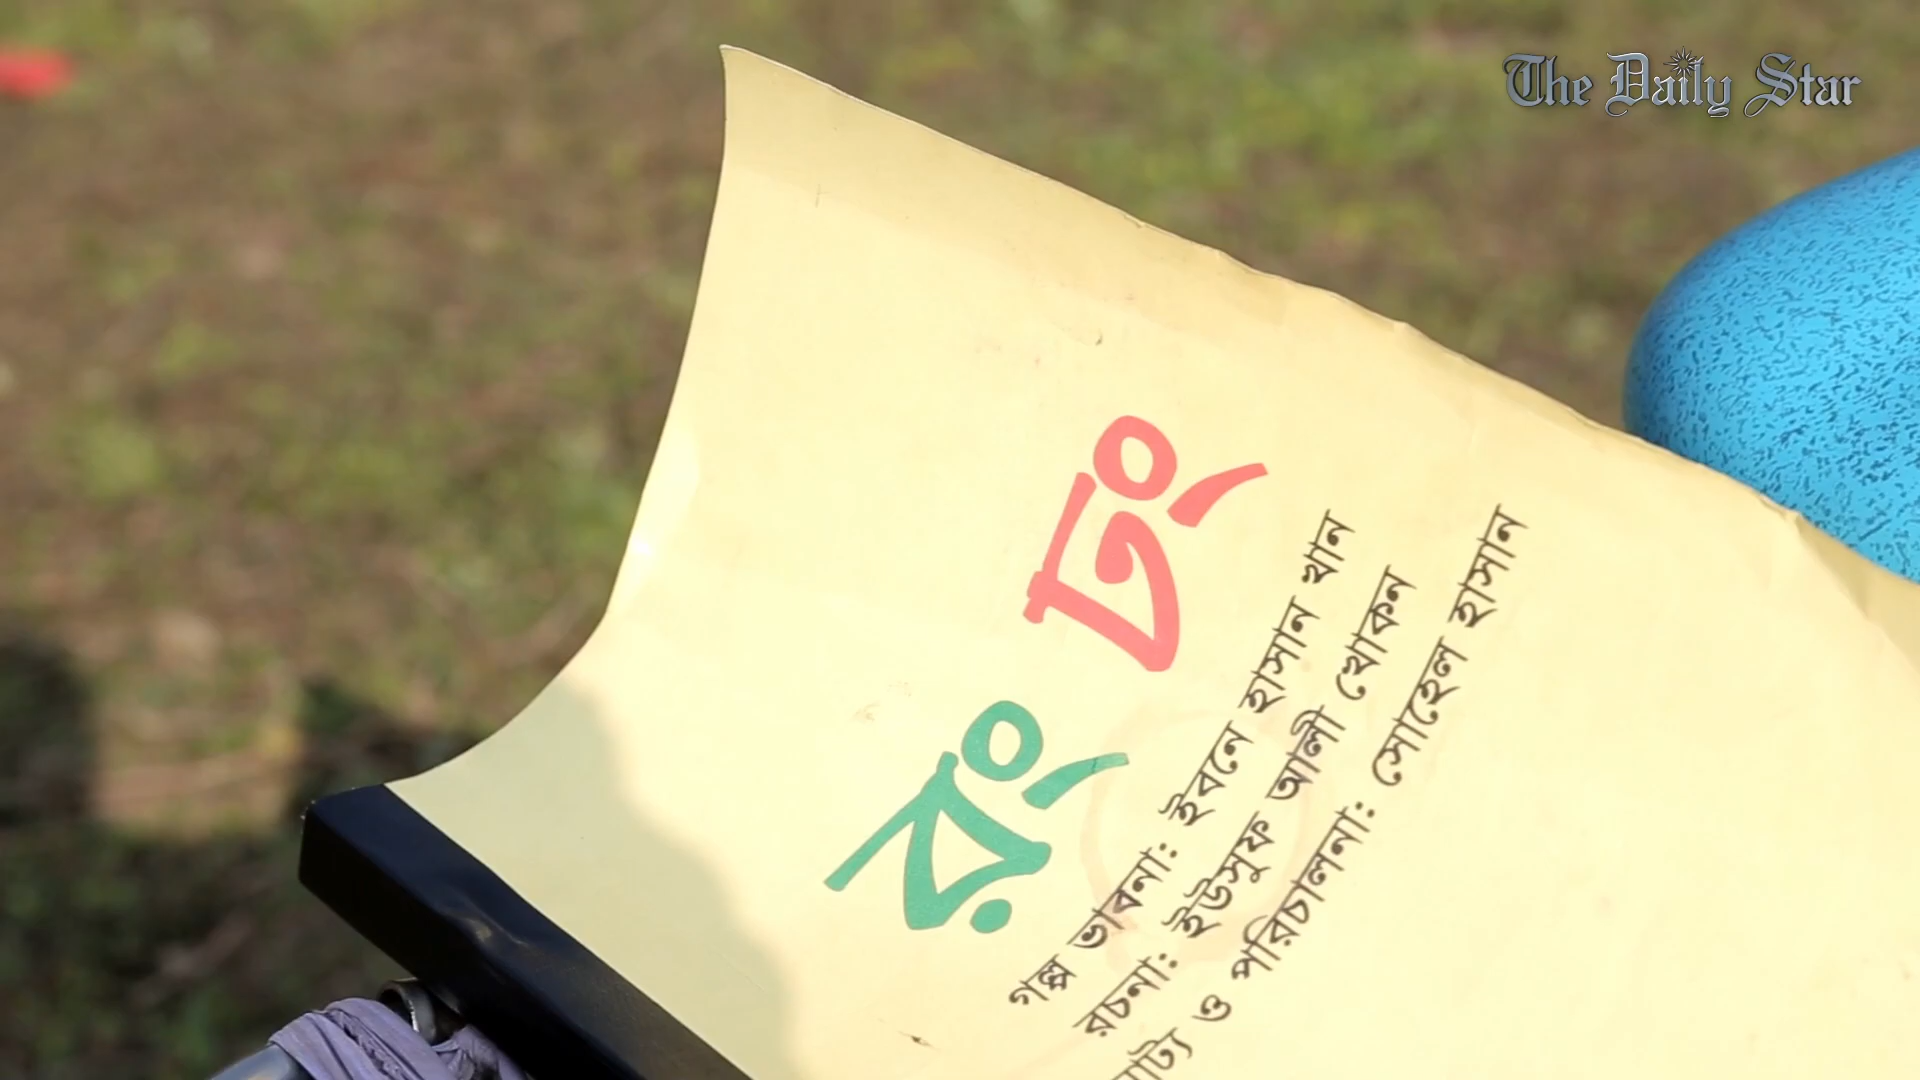 The Daily Star
রং ঢং
গল্প ভাবনা: ইবনে হাসান খান
রচনা: ইউসুফ আলী খোকন
ও পরিচালনা: সোহেল হাসান